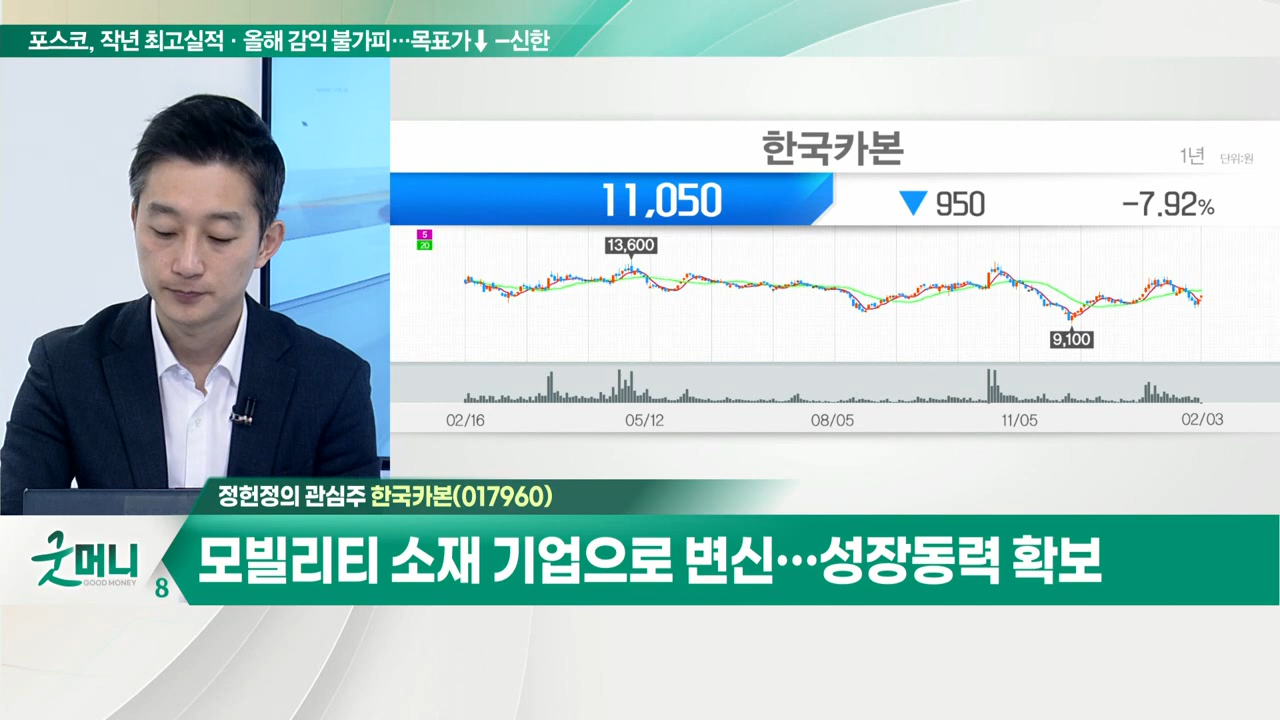 포스코, 작년 최고실적 · 올해 감익 불가피…목표가⬇ –신한
한국카본
1년 단위:원
11,050 ▼ 950 -7.92%
5
20
13,600
9,100
02/16 05/12 08/05 11/05 02/03
정헌정의 관심주 한국카본(017960)
굿머니
GOOD MONEY
8
모빌리티 소재 기업으로 변신…성장동력 확보